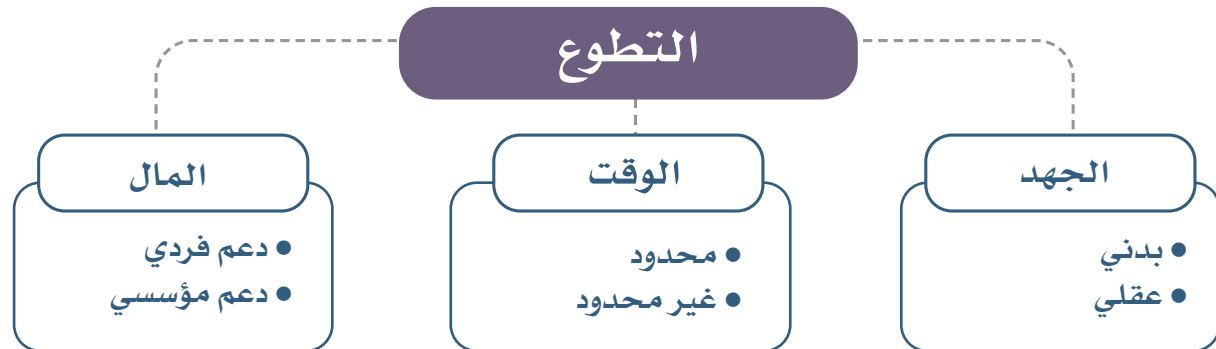 التطوع
الجهد
• بدني
• عقلي
الوقت
• محدود
• غير محدود
المال
• دعم فردي
• دعم مؤسسي